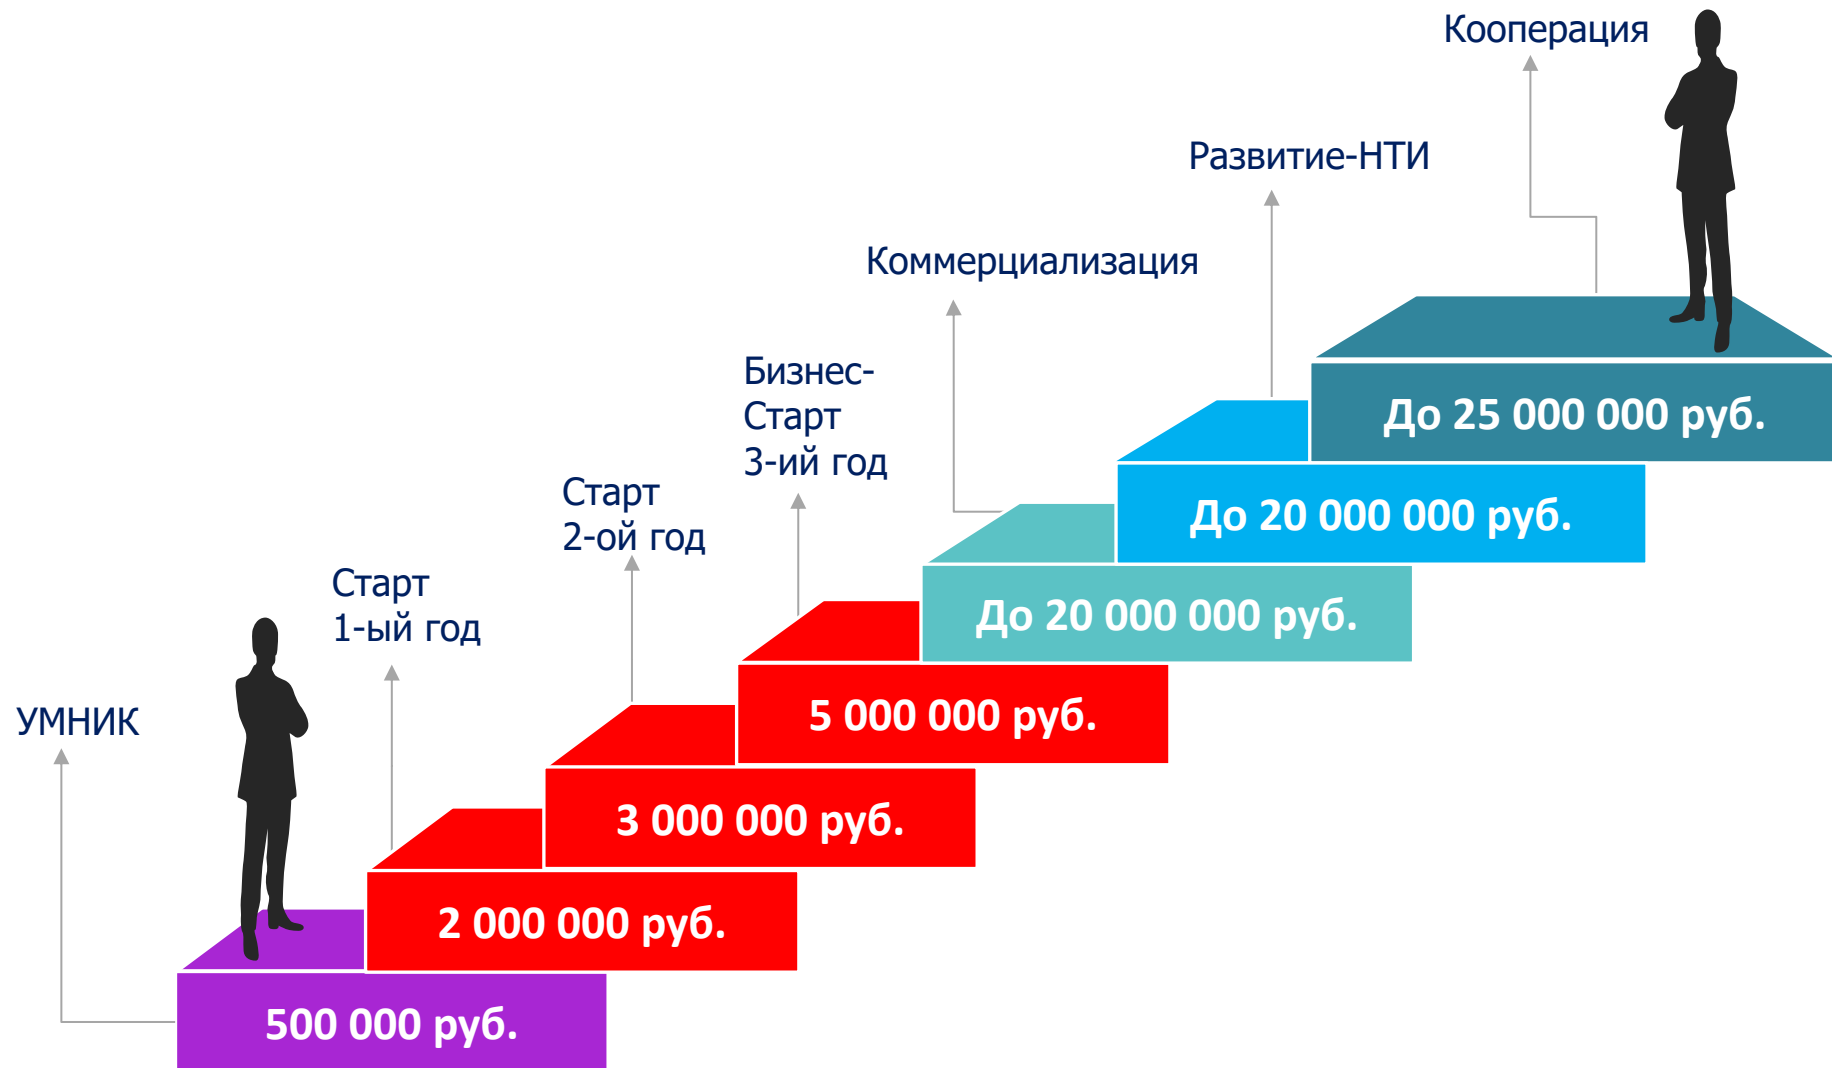 Кооперация
Развитие-НТИ
Коммерциализация
Бизнес-
Старт
3-ий год
Старт
2-ой год
Старт
1-ый год
УМНИК
До 25 000 000 руб.
До 20 000 000 руб.
До 20 000 000 руб.
5 000 000 руб.
3 000 000 руб.
2 000 000 руб.
500 000 руб.